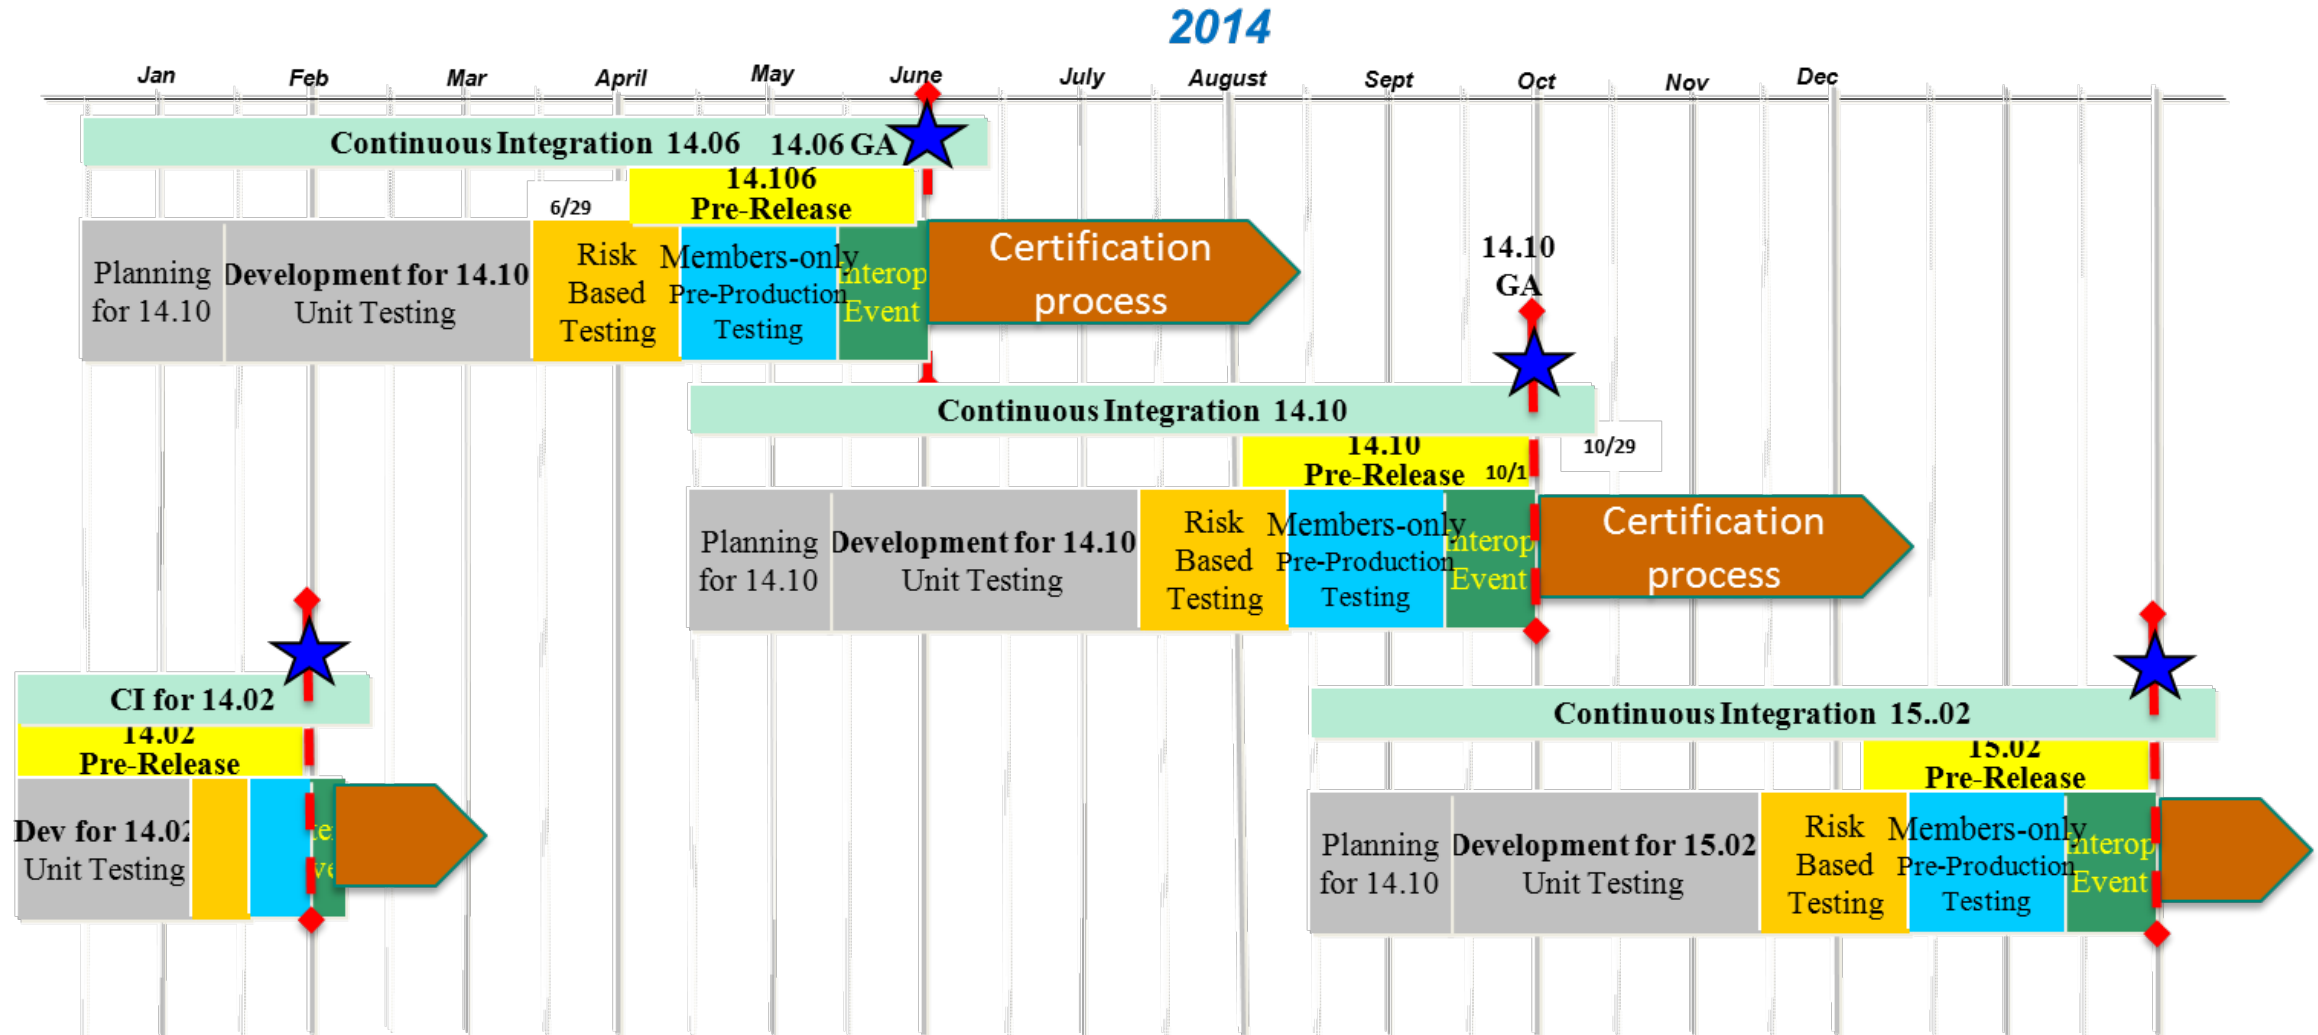 2014
Jan Feb Mar April May June July August Sept Oct Nov Dec
Continuous Integration 14.06 14.06 GA
14.106
Pre-Release
6/29
Planning
for 14.10
Development for 14.10
Unit Testing
Risk
Based
Testing
Members-only
Pre-Production
Testing
nterop
Event
Certification
process
14.10
GA
Continuous Integration 14.10
14.10
Pre-Release
10/1
10/29
Planning
for 14.10
Development for 14.10
Unit Testing
Risk
Based
Testing
Members-only
Pre-Production
Testing
nterop
Event
Certification
process
CI for 14.02
14.02
Pre-Release
Dev for 14.02
Unit Testing
Continuous Integration 15..02
15.02
Pre-Release
Planning
for 14.10
Development for 15.02
Unit Testing
Risk
Based
Testing
Members-only
Pre-Production
Testing
nterop
Event